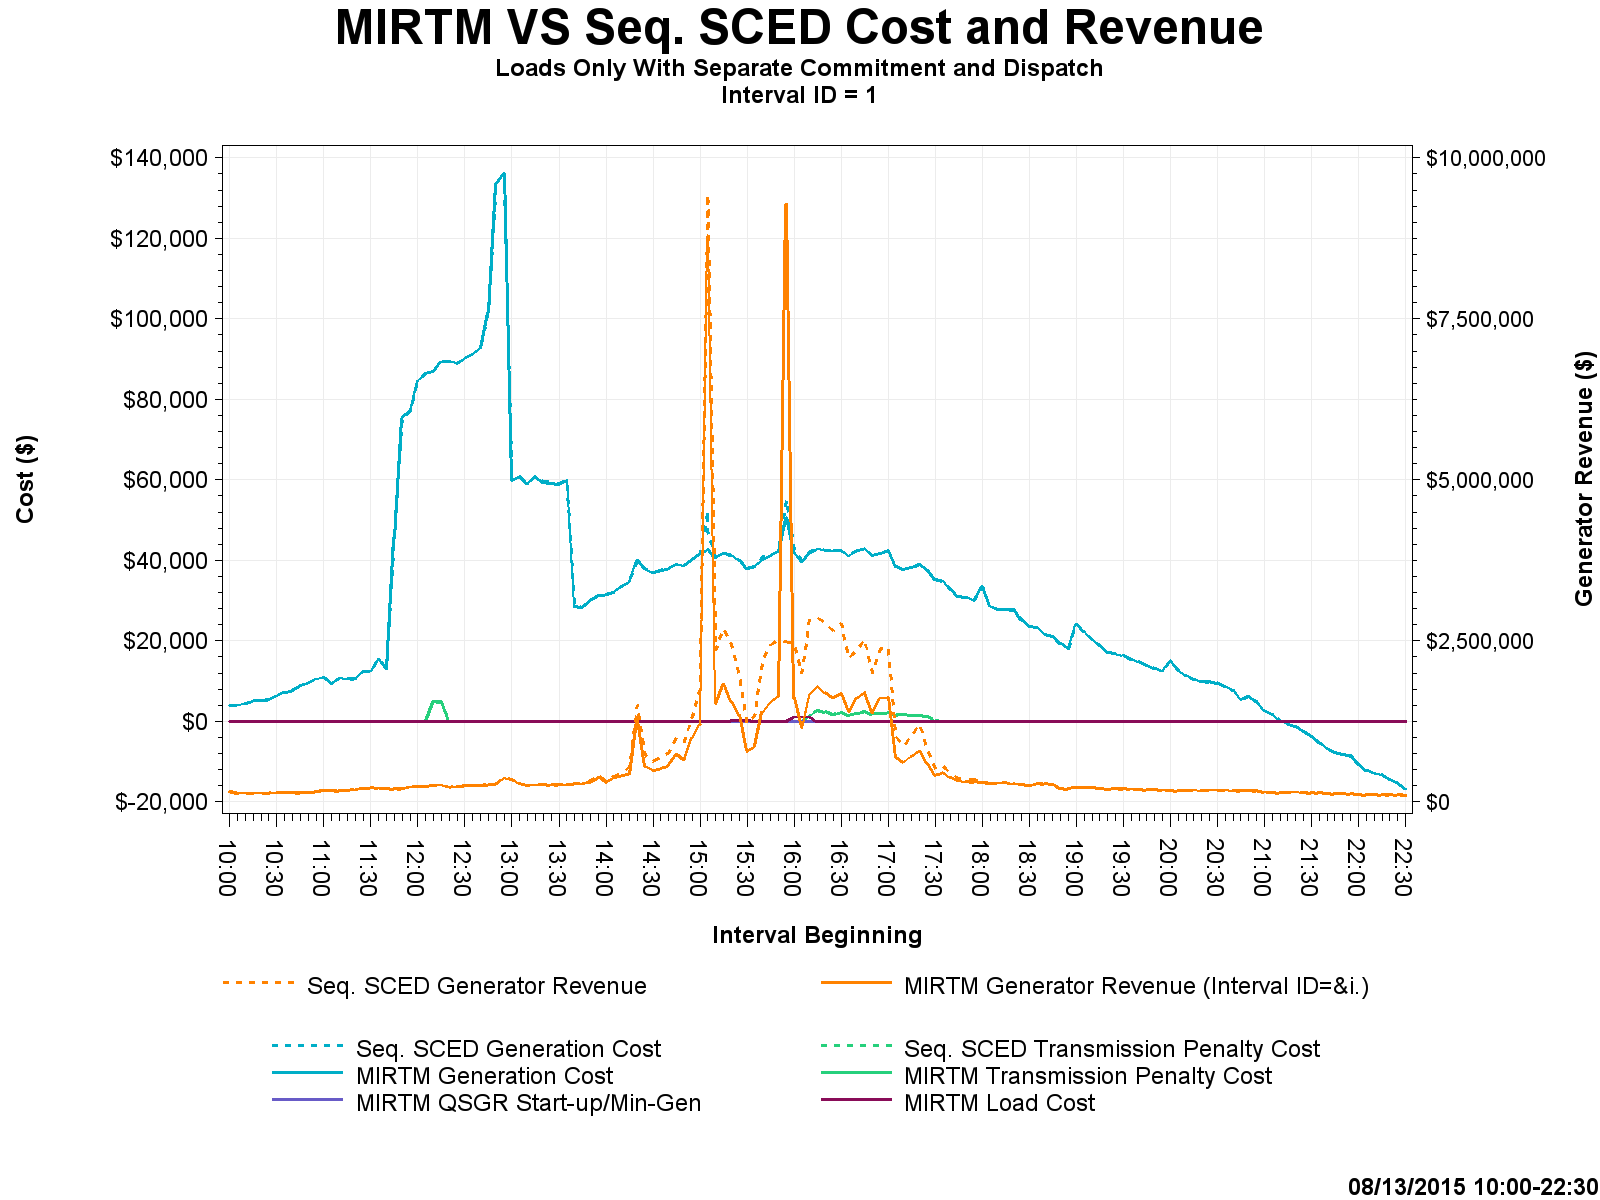 MIRTM VS Seq. SCED Cost and Revenue
Loads Only With Separate Commitment and Dispatch
Interval ID = 1
$140,000
$120,000
$100,000
$80,000
$60,000
$40,000
$20,000
$0
$-20,000
Cost ($)
$10,000,000
$7,500,000
$5,000,000
$2,500,000
$0
Generator Revenue ($)
10:00
10:30
11:00
11:30
12:00
12:30
13:00
13:30
14:00
14:30
15:00
15:30
16:00
16:30
17:00
17:30
18:00
18:30
19:00
19:30
20:00
20:30
21:00
21:30
22:00
22:30
Interval Beginning
Seq. SCED Generator Revenue
MIRTM Generator Revenue (Interval ID=&i.)
Seq. SCED Generation Cost
Seq. SCED Transmission Penalty Cost
MIRTM Generation Cost
MIRTM Transmission Penalty Cost
MIRTM QSGR Start-up/Min-Gen
MIRTM Load Cost
08/13/2015 10:00-22:30